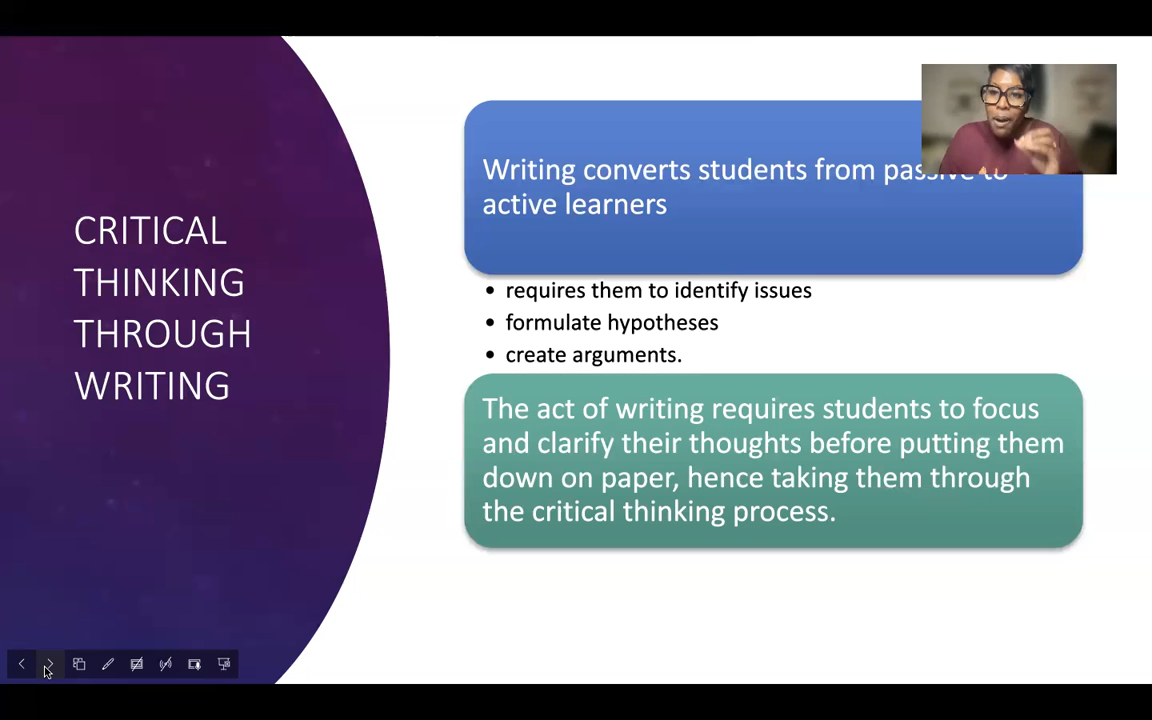 CRITICAL
THINKING
THROUGH
WRITING
Writing converts students from passive to
active learners
• requires them to identify issues
• formulate hypotheses
• create arguments.
The act of writing requires students to focus
and clarify their thoughts before putting them
down on paper, hence taking them through
the critical thinking process.